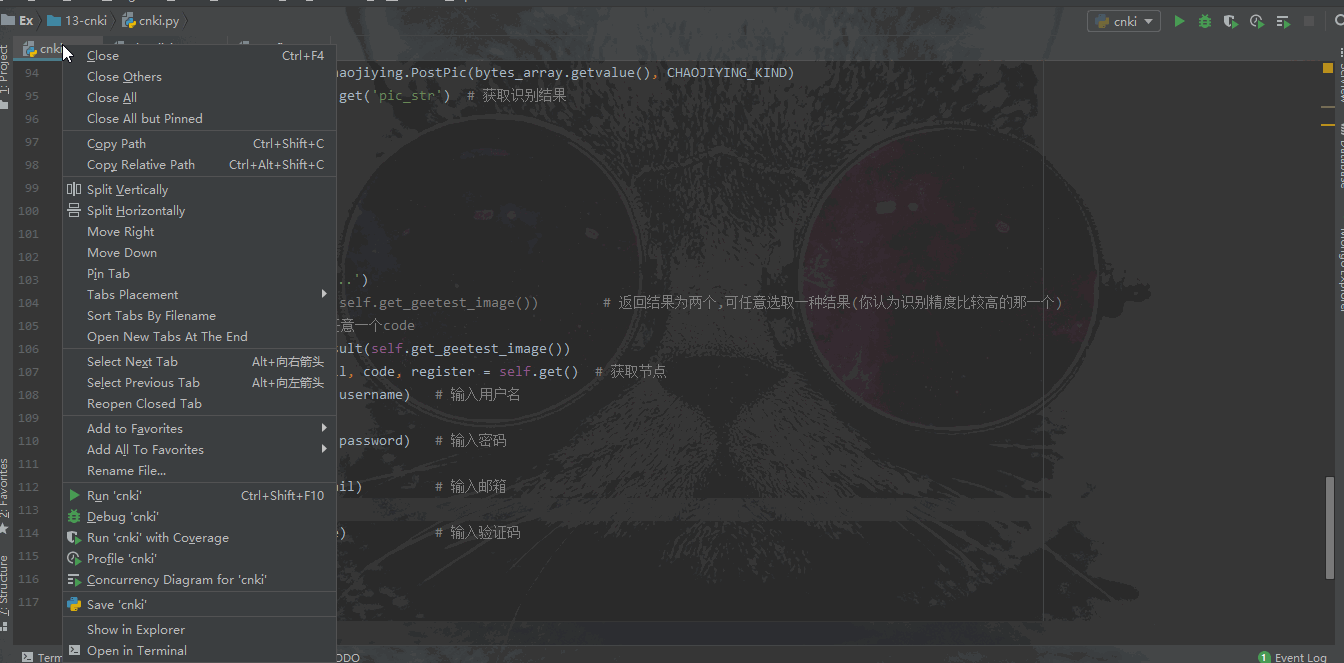 Ex 13-cnki cnki.py cnki
cnki
1: Project
94 haojiying.PostPic(bytes_array.getvalue(), CHAOJIYING_KIND)
95 get('pic_str') # 获取识别结果
96
97
98
99
100
101
102
103 ..')
104 self.get_geetest_image()) # 返回结果为两个,可任意选取一种结果(你认为识别精度比较高的那一个)
105 任意一个code
106 sult(self.get_geetest_image())
107 l, code, register = self.get() # 获取节点
108 username) # 输入用户名
109
110 password) # 输入密码
111
112 ail) # 输入邮箱
113
114 e) # 输入验证码
115
116
117
Close Ctrl+F4
Close Others
Close All
Close All but Pinned
Copy Path Ctrl+Shift+C
Copy Relative Path Ctrl+Alt+Shift+C
Split Vertically
Split Horizontally
Move Right
Move Down
Pin Tab
Tabs Placement
Sort Tabs By Filename
Open New Tabs At The End
Select Next Tab Alt+向右箭头
Select Previous Tab Alt+向左箭头
Reopen Closed Tab
Add to Favorites
Add All To Favorites
Rename File...
Run 'cnki' Ctrl+Shift+F10
Debug 'cnki'
Run 'cnki' with Coverage
Profile 'cnki'
Concurrency Diagram for 'cnki'
Save 'cnki'
Show in Explorer
Open in Terminal
2: Favorites
7: Structure
SciView
Database
Mongo Explorer
Term
ODO
1 Event Log